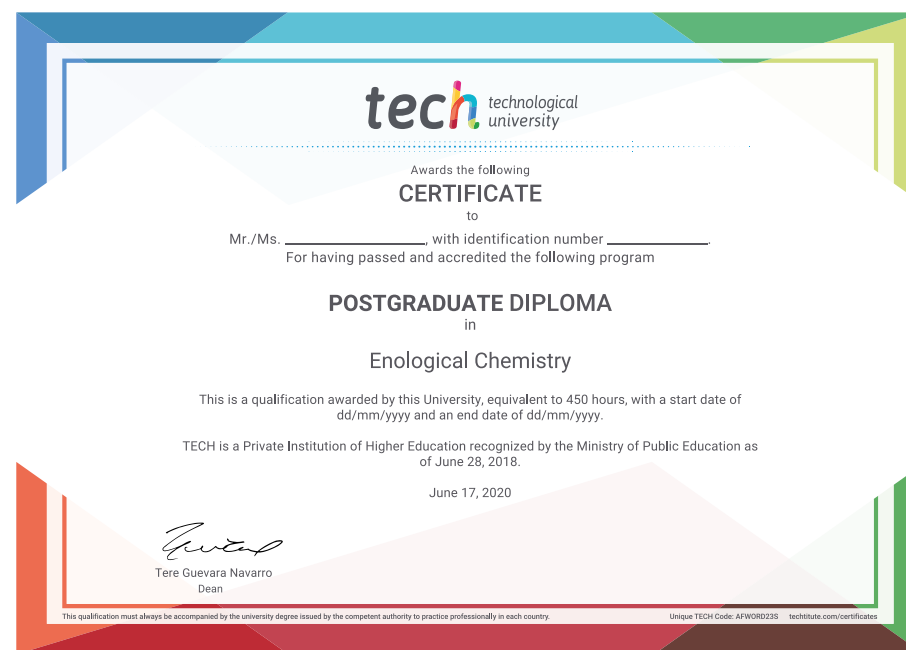 tech technological
university
Awards the following
CERTIFICATE
to
Mr./Ms. ____________, with identification number ____________.
For having passed and accredited the following program
POSTGRADUATE DIPLOMA
in
Enological Chemistry
This is a qualification awarded by this University, equivalent to 450 hours, with a start date of
dd/mm/yyyy and an end date of dd/mm/yyyy.
TECH is a Private Institution of Higher Education recognized by the Ministry of Public Education as
of June 28, 2018.
June 17, 2020
Tere Guevara Navarro
Dean
This qualification must always be accompanied by the university degree issued by the competent authority to practice professionally in each country.
Unique TECH Code: AFWORD23S techtitute.com/certificates